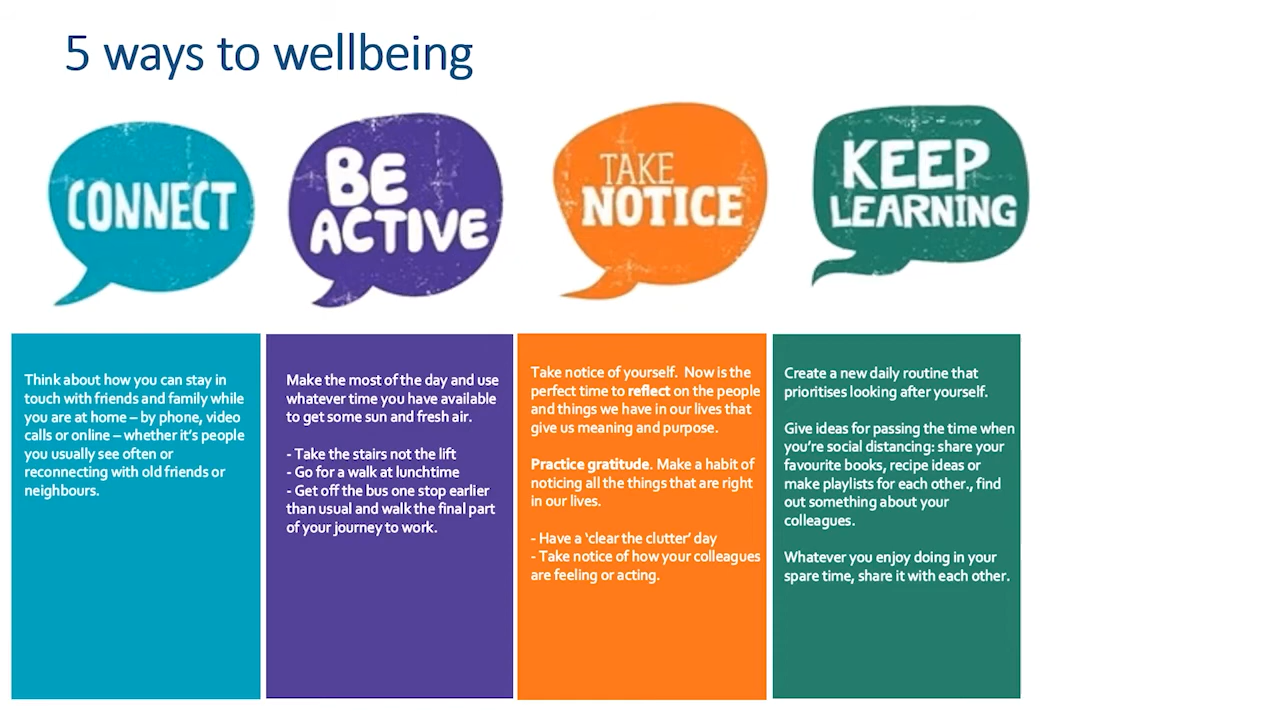 5 ways to wellbeing
CONNECT
BE
ACTIVE
TAKE
NOTICE
KEEP
LEARNING
Think about how you can stay in
touch with friends and family while
you are at home – by phone, video
calls or online – whether it's people
you usually see often or
reconnecting with old friends or
neighbours.
Make the most of the day and use
whatever time you have available
to get some sun and fresh air.
- Take the stairs not the lift
- Go for a walk at lunchtime
- Get off the bus one stop earlier
than usual and walk the final part
of your journey to work.
Take notice of yourself. Now is the
perfect time to reflect on the people
and things we have in our lives that
give us meaning and purpose.
Practice gratitude. Make a habit of
noticing all the things that are right
in our lives.
- Have a 'clear the clutter' day
- Take notice of how your colleagues
are feeling or acting.
Create a new daily routine that
prioritises looking after yourself.
Give ideas for passing the time when
you're social distancing: share your
favourite books, recipe ideas or
make playlists for each other., find
out something about your
colleagues.
Whatever you enjoy doing in your
spare time, share it with each other.